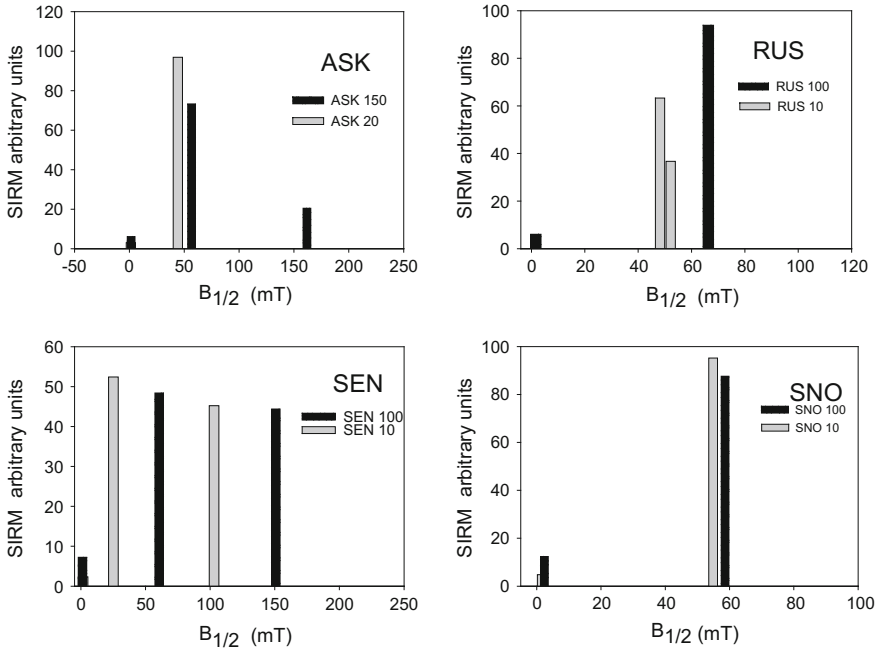 ASK
SIRM arbitrary units
120
100
80
60
40
20
0
ASK 150
ASK 20
-50 0 50 100 150 200 250
B1/2 (mT)
RUS
SIRM arbitrary units
100
80
60
40
20
0
RUS 100
RUS 10
0 20 40 60 80 100 120
B1/2 (mT)
SEN
SIRM arbitrary units
60
50
40
30
20
10
0
SEN 100
SEN 10
0 50 100 150 200 250
B1/2 (mT)
SNO
SIRM arbitrary units
100
80
60
40
20
0
SNO 100
SNO 10
0 20 40 60 80 100
B1/2 (mT)